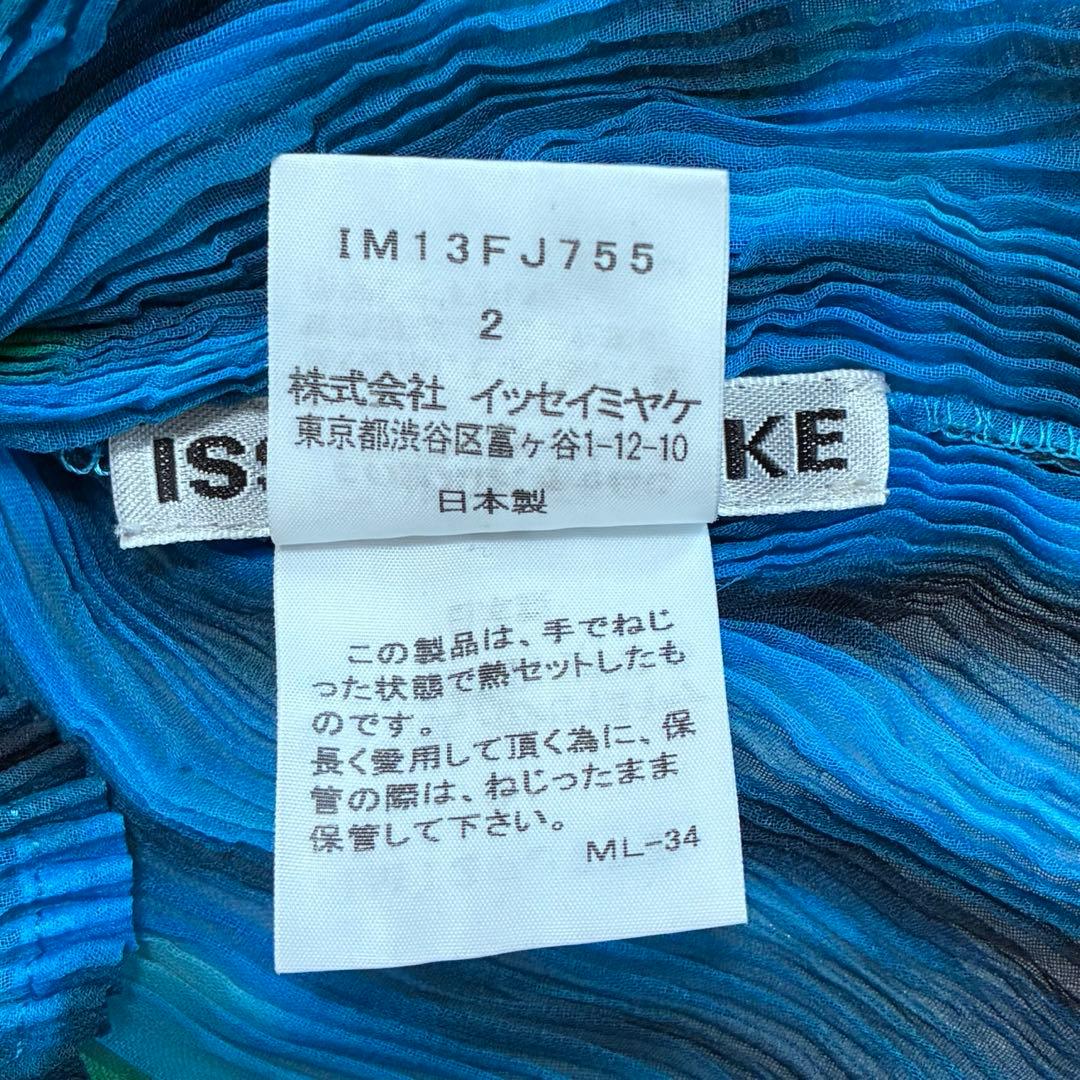 IM13FJ755
2
株式会社 イッセイミヤケ
東京都渋谷区富ヶ谷1-12-10
日本製
この製品は、手でねじ
った状態で熱セットしたも
のです。
長く愛用して頂く為に、保
管の際は、ねじったまま
保管して下さい。
ML-34